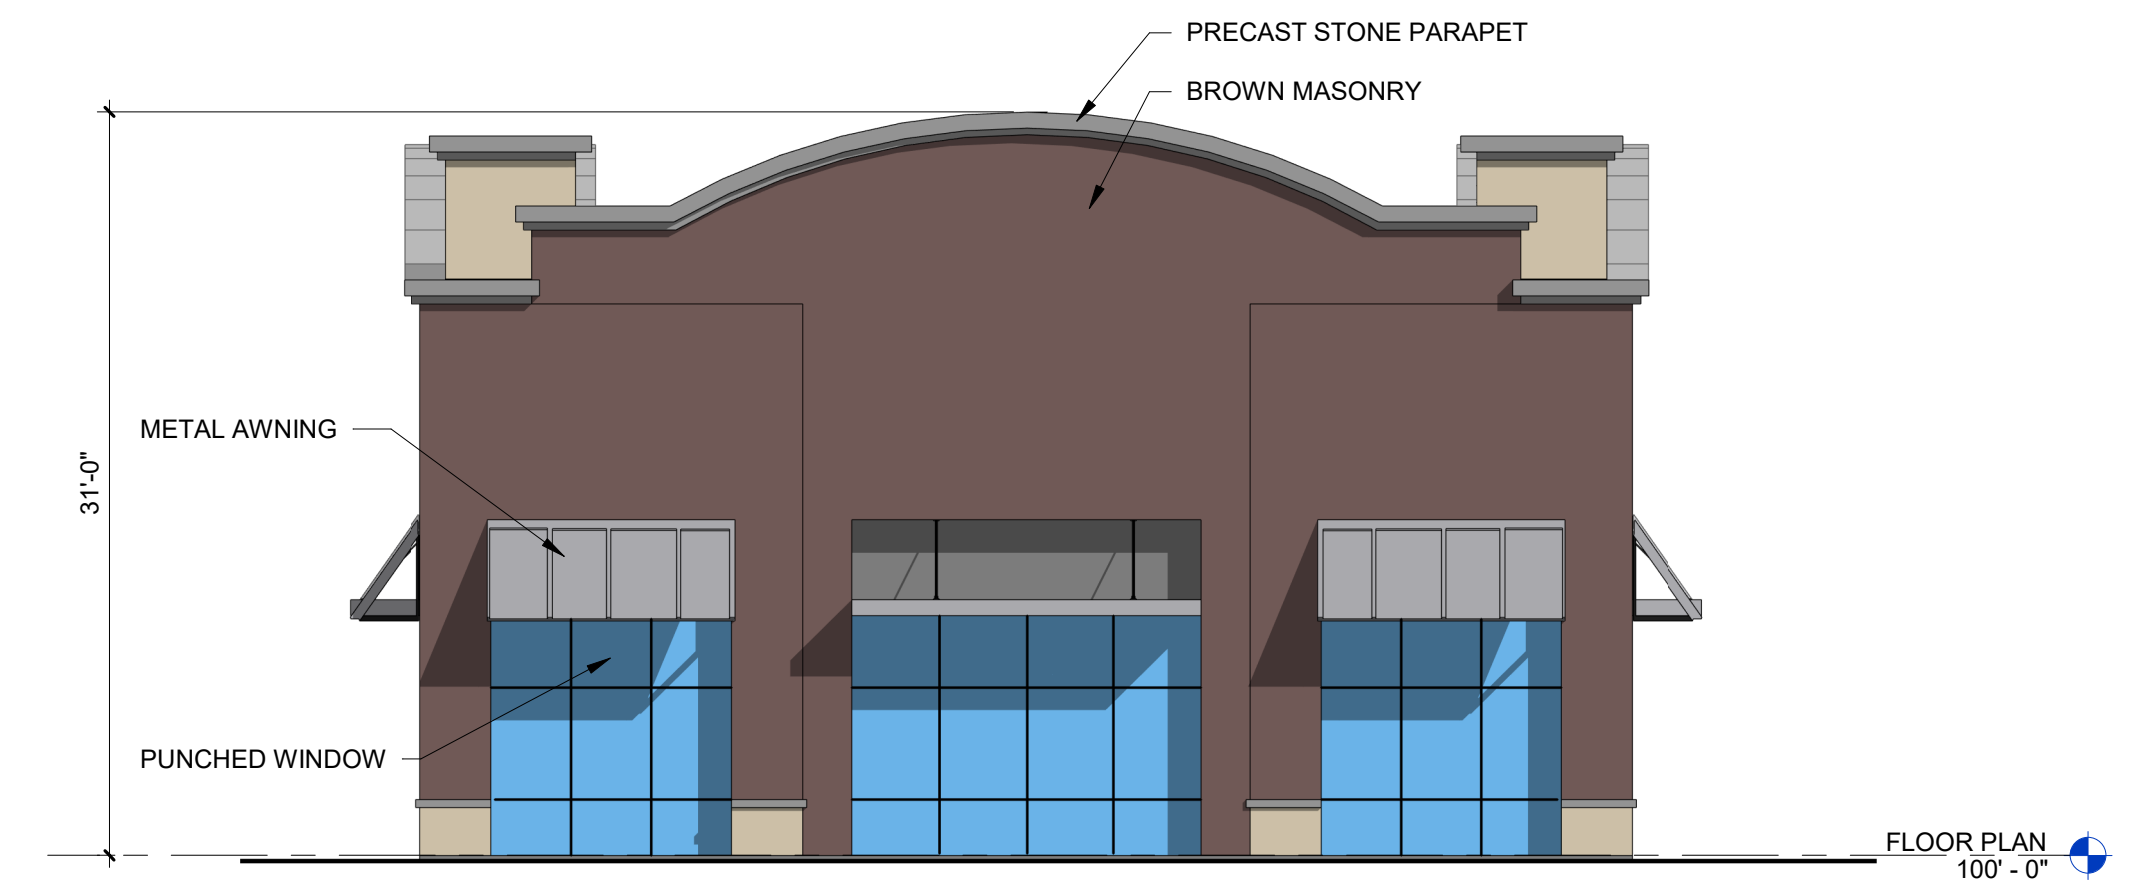 PRECAST STONE PARAPET
BROWN MASONRY
METAL AWNING
31'-0"
PUNCHED WINDOW
FLOOR PLAN
100' - 0"